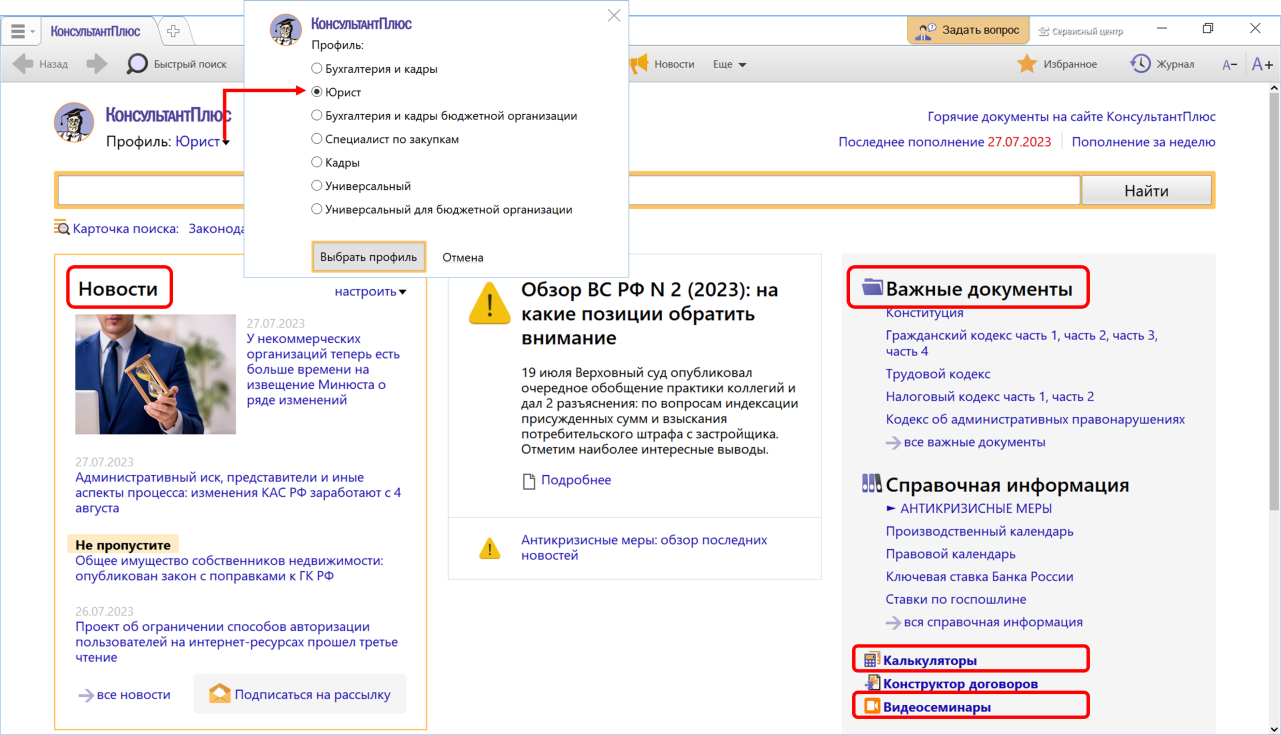 КонсультантПлюс
Задать вопрос
Сервисный центр
Назад
Быстрый поиск
Новости
Еще
Избранное
Журнал
A−
A+
КонсультантПлюс
Профиль:
Бухгалтерия и кадры
Юрист
Бухгалтерия и кадры бюджетной организации
Специалист по закупкам
Кадры
Универсальный
Универсальный для бюджетной организации
Выбрать профиль
Отмена
КонсультантПлюс
Профиль: Юрист
Горячие документы на сайте КонсультантПлюс
Последнее пополнение 27.07.2023
Пополнение за неделю
Найти
Карточка поиска:
Новости
настроить
27.07.2023
У некоммерческих
организаций теперь есть
больше времени на
извещение Минюста о
ряде изменений
27.07.2023
Административный иск, представители и иные
аспекты процесса: изменения КАС РФ заработают с 4
августа
Не пропустите
Общее имущество собственников недвижимости:
опубликован закон с поправками к ГК РФ
26.07.2023
Проект об ограничении способов авторизации
пользователей на интернет-ресурсах прошел третье
чтение
все новости
Подписаться на рассылку
Обзор ВС РФ N 2 (2023): на
какие позиции обратить
внимание
19 июля Верховный суд опубликовал
очередное обобщение практики коллегий и
дал 2 разъяснения: по вопросам индексации
присужденных сумм и взыскания
потребительского штрафа с застройщика.
Отметим наиболее интересные выводы.
Подробнее
Антикризисные меры: обзор последних
новостей
Важные документы
Конституция
Гражданский кодекс часть 1, часть 2, часть 3,
часть 4
Трудовой кодекс
Налоговый кодекс часть 1, часть 2
Кодекс об административных правонарушениях
все важные документы
Справочная информация
АНТИКРИЗИСНЫЕ МЕРЫ
Производственный календарь
Правовой календарь
Ключевая ставка Банка России
Ставки по госпошлине
вся справочная информация
Калькуляторы
Конструктор договоров
Видеосеминары